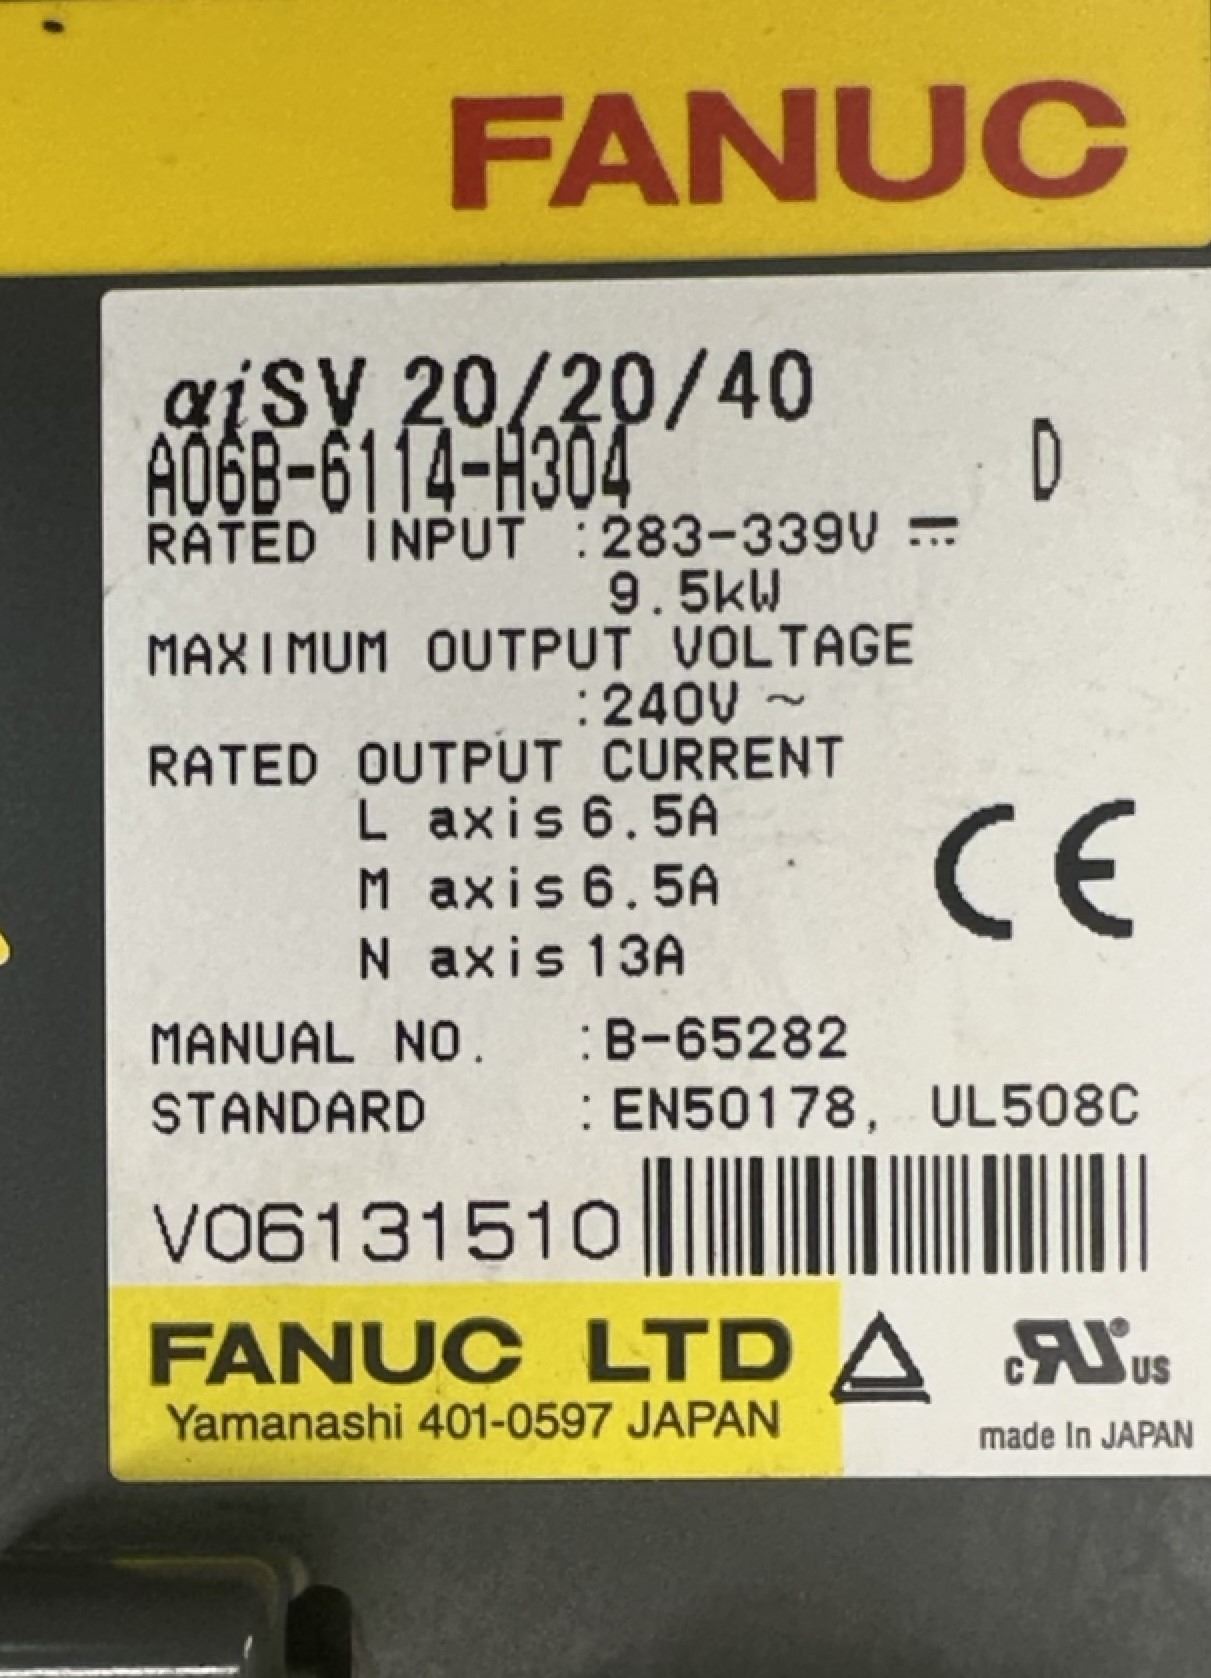 FANUC
αiSV 20/20/40
A06B-6114-H304 D
RATED INPUT :283-339V ⎓
9.5kW
MAXIMUM OUTPUT VOLTAGE
:240V ~
RATED OUTPUT CURRENT
L axis 6.5A
M axis 6.5A
N axis 13A
CE
MANUAL NO. :B-65282
STANDARD :EN50178, UL508C
V06131510
FANUC LTD
Yamanashi 401-0597 JAPAN
c RU ® US
made In JAPAN